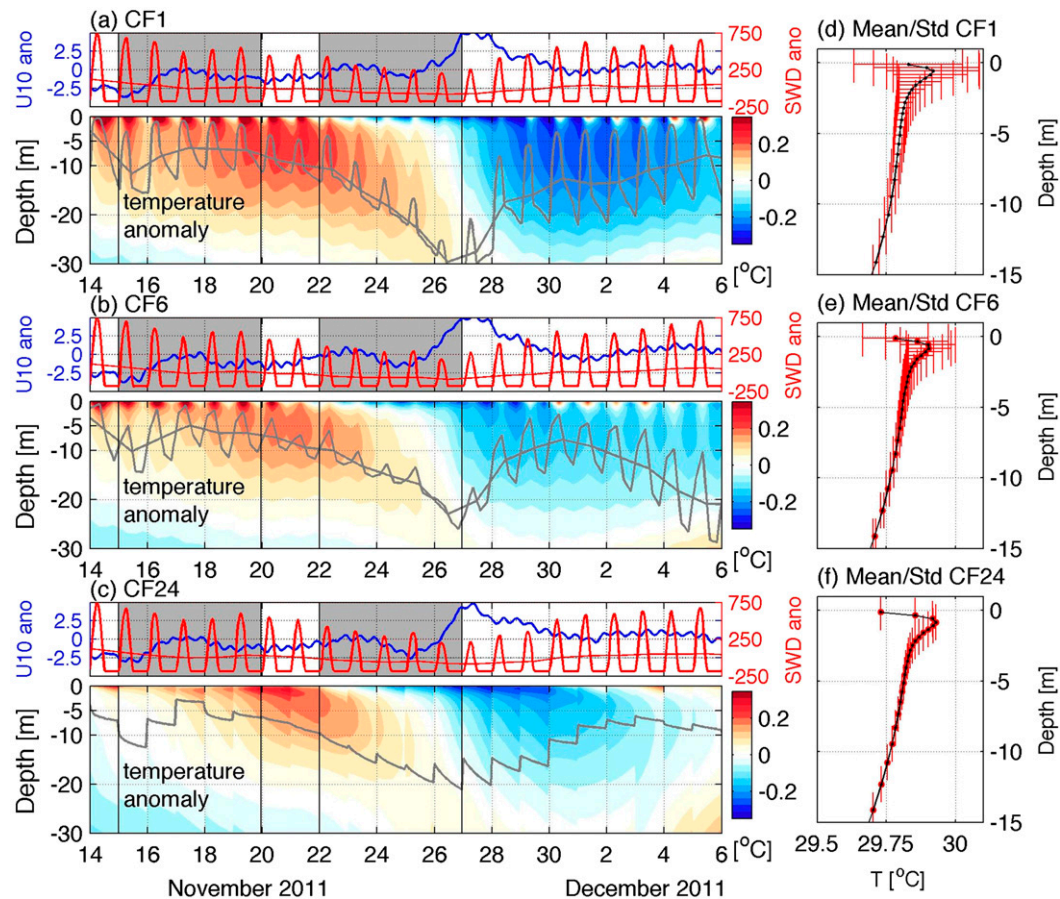 (a) CF1
U10 ano
2.5
0
-2.5
750
250
-250
SWD ano
Depth [m]
0
-5
-10
-20
-30
temperature
anomaly
0.2
0
-0.2
[°C]
14 16 18 20 22 24 26 28 30 2 4 6
(b) CF6
U10 ano
2.5
0
-2.5
750
250
-250
SWD ano
Depth [m]
0
-5
-10
-20
-30
temperature
anomaly
0.2
0
-0.2
[°C]
14 16 18 20 22 24 26 28 30 2 4 6
(c) CF24
U10 ano
2.5
0
-2.5
750
250
-250
SWD ano
Depth [m]
0
-5
-10
-20
-30
temperature
anomaly
0.2
0
-0.2
[°C]
14 16 18 20 22 24 26 28 30 2 4 6
November 2011 December 2011
(d) Mean/Std CF1
0
-5
-10
-15
Depth [m]
(e) Mean/Std CF6
0
-5
-10
-15
Depth [m]
(f) Mean/Std CF24
0
-5
-10
-15
Depth [m]
29.5 29.75 30
T [°C]